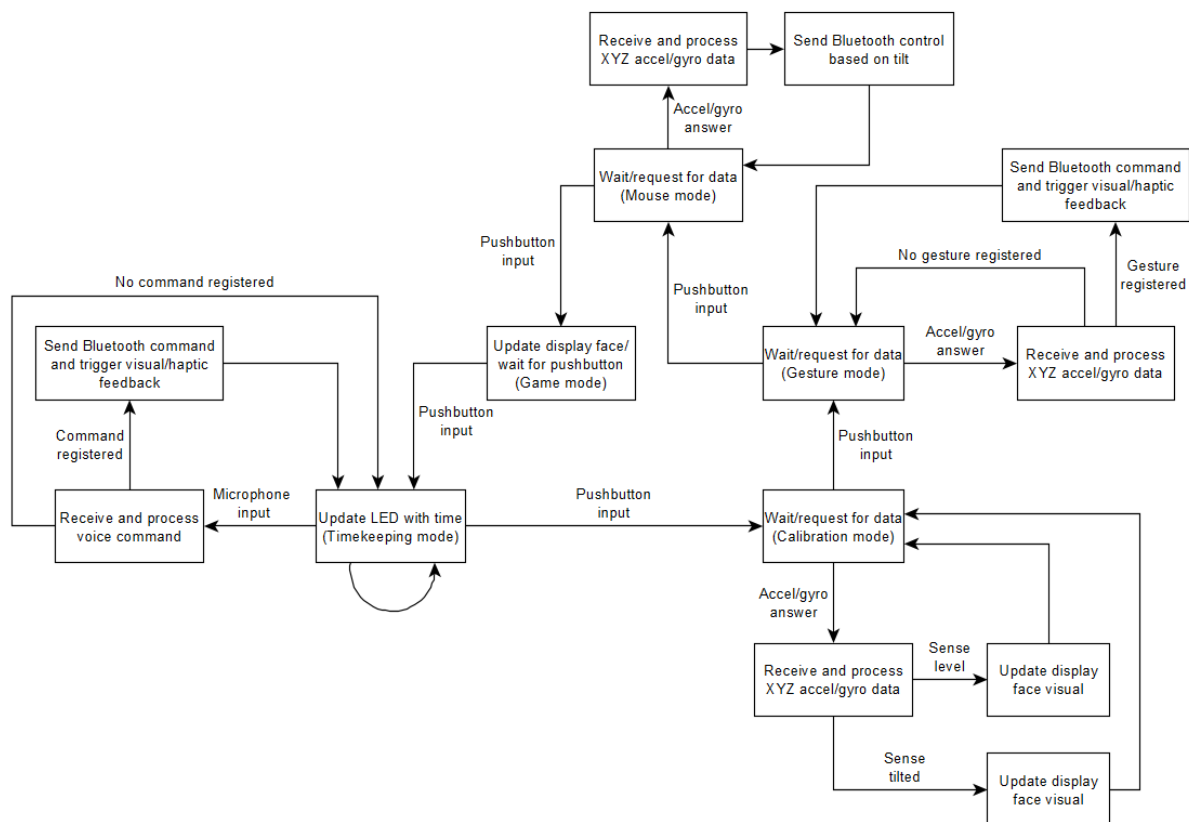 Receive and process
XYZ accel/gyro data
Send Bluetooth control
based on tilt
Accel/gyro
answer
Wait/request for data
(Mouse mode)
Send Bluetooth command
and trigger visual/haptic
feedback
Pushbutton
input
No gesture registered
Gesture
registered
Pushbutton
input
No command registered
Send Bluetooth command
and trigger visual/haptic
feedback
Update display face/
wait for pushbutton
(Game mode)
Wait/request for data
(Gesture mode)
Accel/gyro
answer
Receive and process
XYZ accel/gyro data
Pushbutton
input
Command
registered
Pushbutton
input
Receive and process
voice command
Microphone
input
Update LED with time
(Timekeeping mode)
Pushbutton
input
Wait/request for data
(Calibration mode)
Accel/gyro
answer
Receive and process
XYZ accel/gyro data
Sense
level
Update display
face visual
Sense
tilted
Update display
face visual